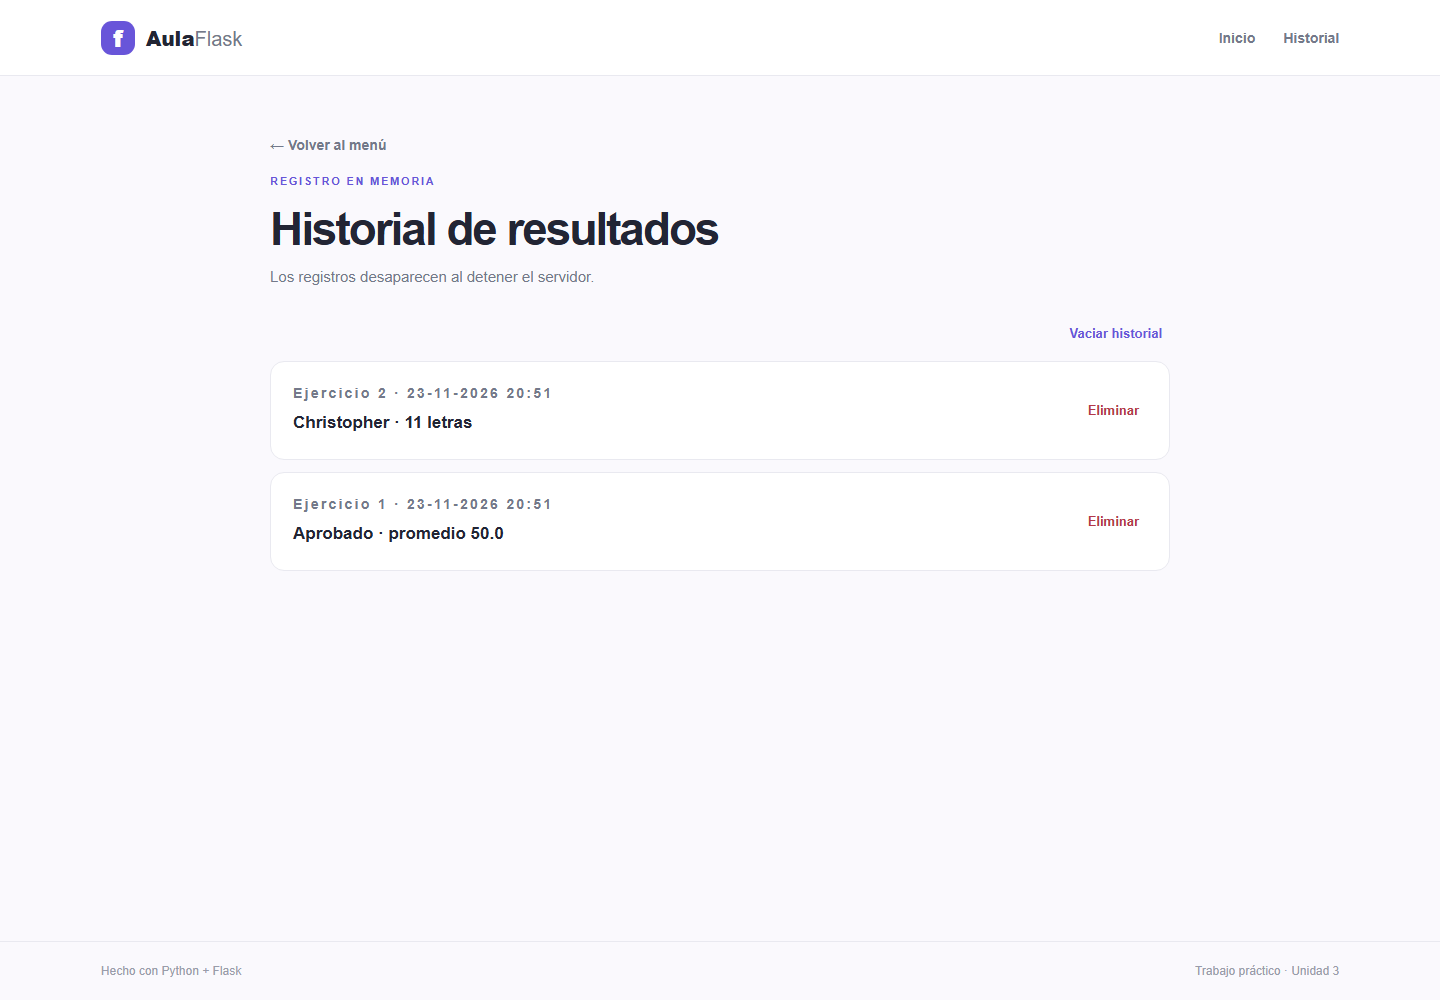 f AulaFlask
Inicio Historial
← Volver al menú
REGISTRO EN MEMORIA
Historial de resultados
Los registros desaparecen al detener el servidor.
Vaciar historial
Ejercicio 2 · 23-11-2026 20:51
Christopher · 11 letras
Eliminar
Ejercicio 1 · 23-11-2026 20:51
Aprobado · promedio 50.0
Eliminar
Hecho con Python + Flask
Trabajo práctico · Unidad 3